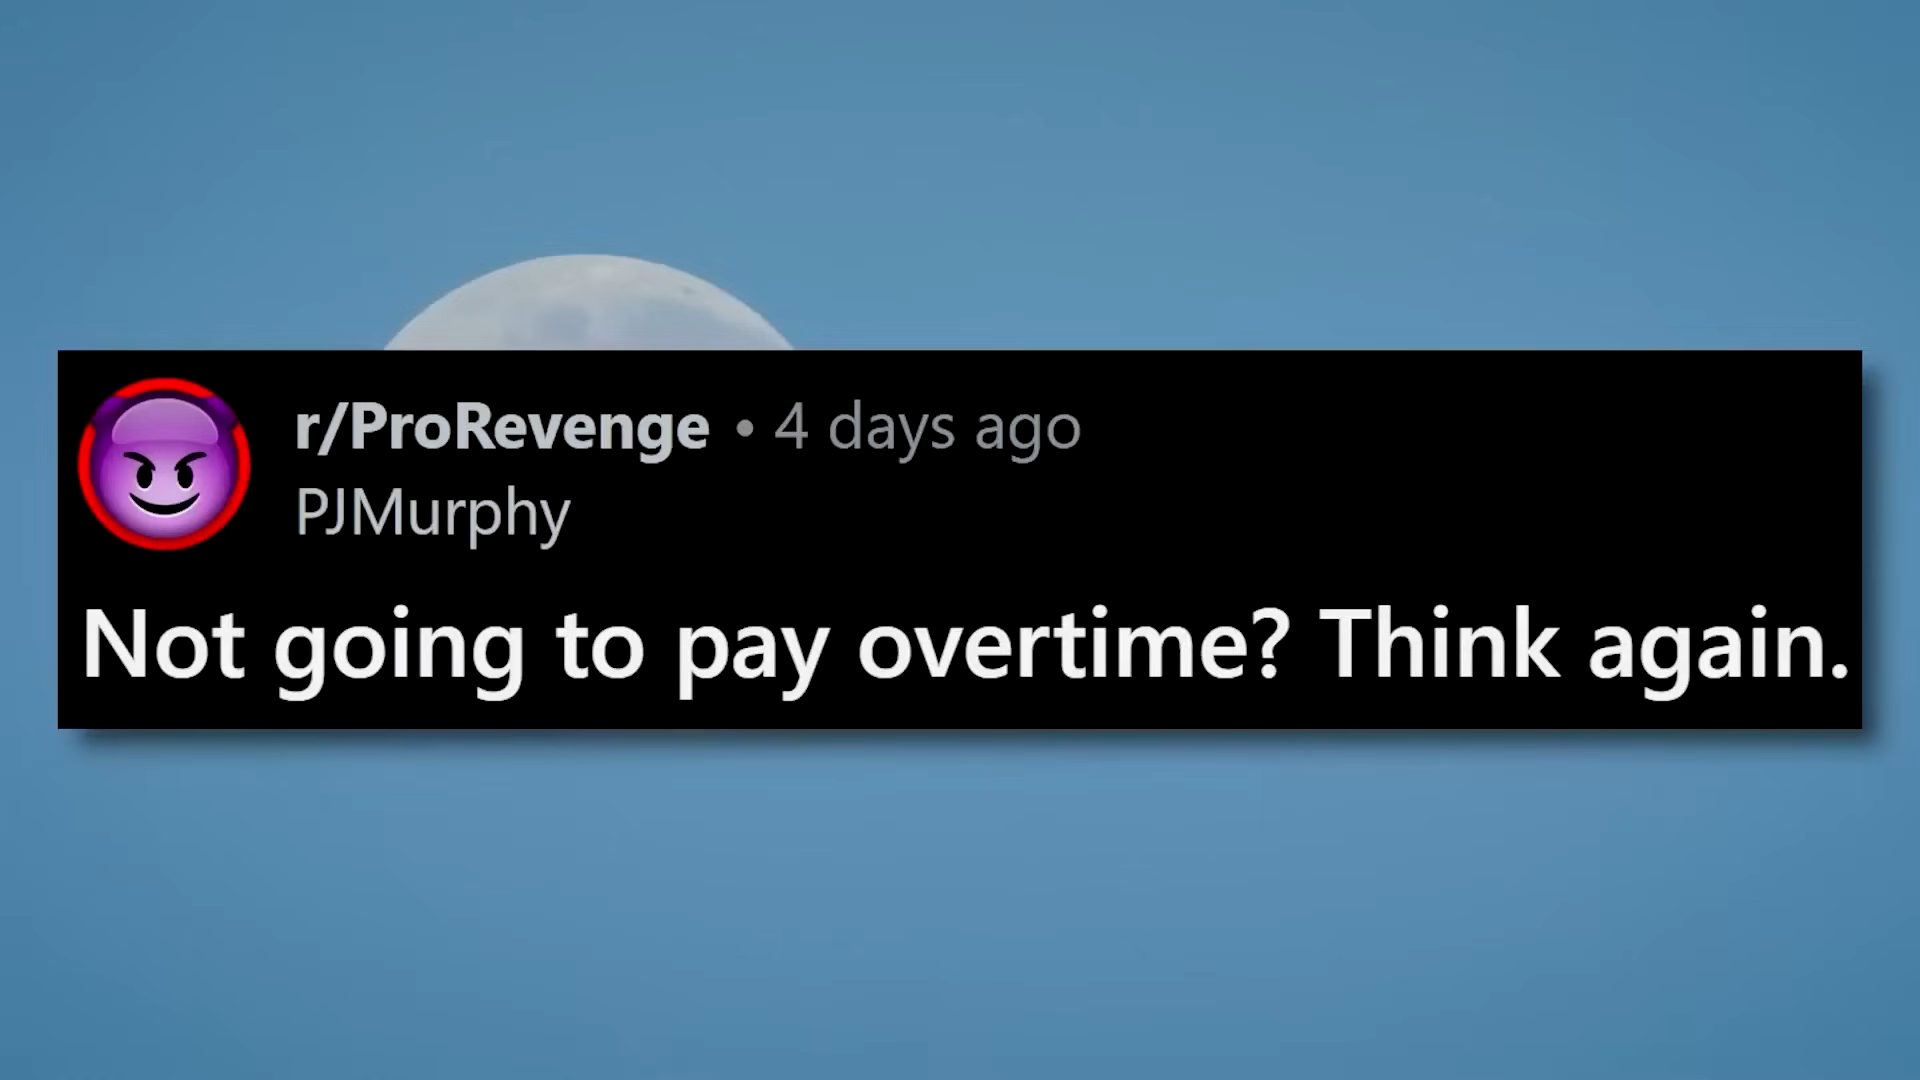 r/ProRevenge • 4 days ago
PJMurphy
Not going to pay overtime? Think again.